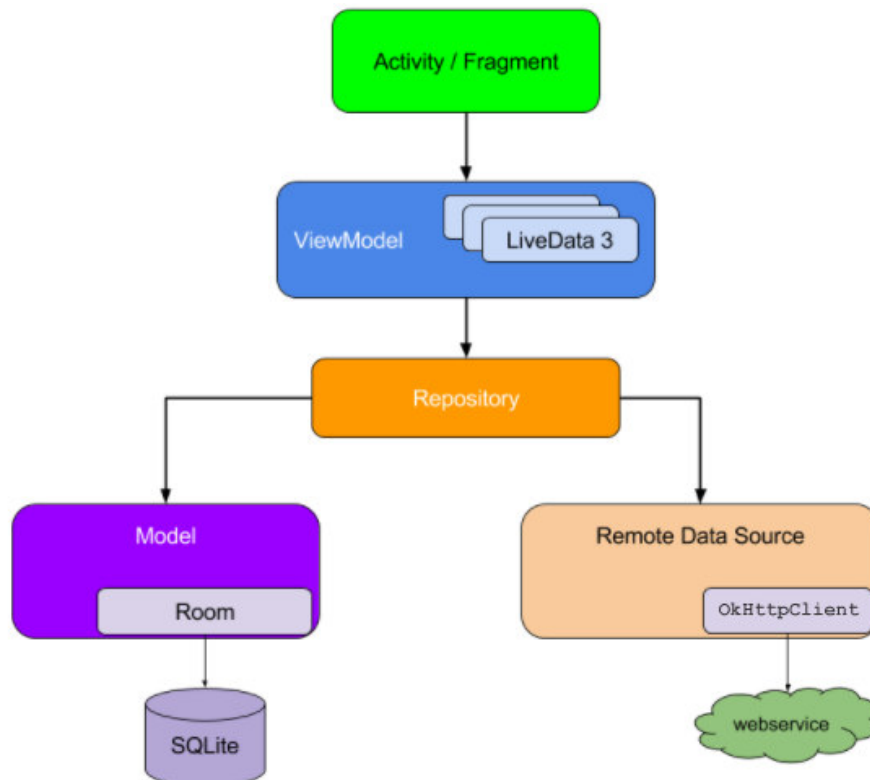 Activity / Fragment
ViewModel
LiveData 3
Repository
Model
Remote Data Source
Room
OkHttpClient
SQLite
webservice